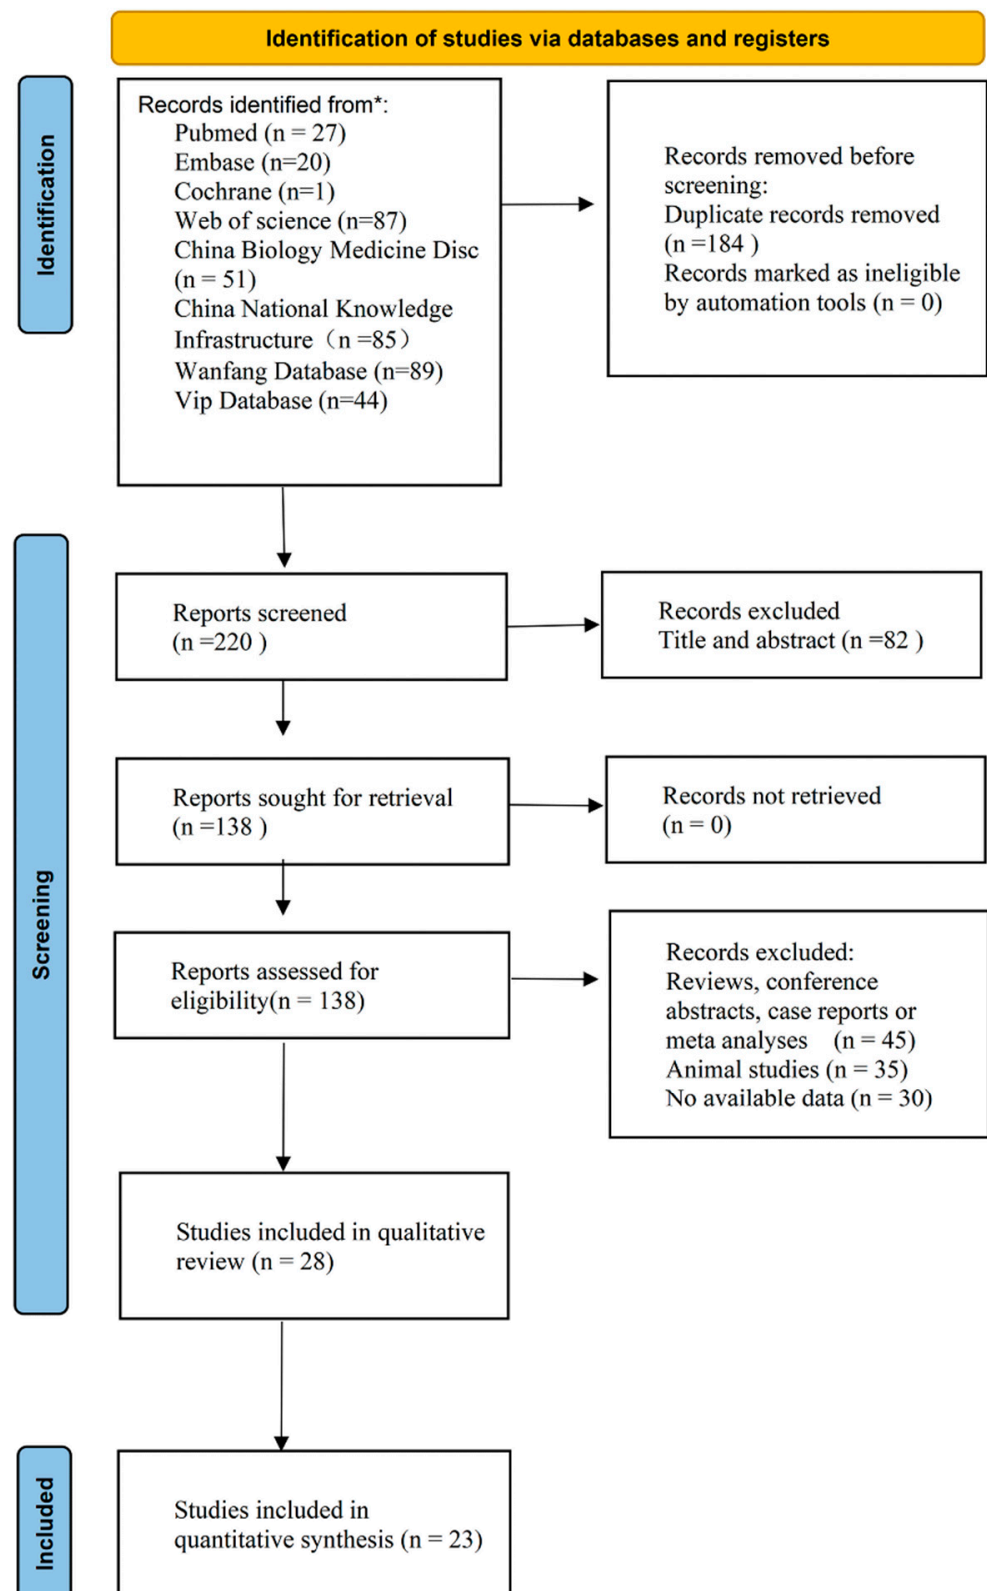 Identification of studies via databases and registers
Identification
Records identified from*:
Pubmed (n = 27)
Embase (n=20)
Cochrane (n=1)
Web of science (n=87)
China Biology Medicine Disc
(n = 51)
China National Knowledge
Infrastructure（n =85）
Wanfang Database (n=89)
Vip Database (n=44)
Records removed before
screening:
Duplicate records removed
(n =184 )
Records marked as ineligible
by automation tools (n = 0)
Screening
Reports screened
(n =220 )
Records excluded
Title and abstract (n =82 )
Reports sought for retrieval
(n =138 )
Records not retrieved
(n = 0)
Reports assessed for
eligibility(n = 138)
Records excluded:
Reviews, conference
abstracts, case reports or
meta analyses (n = 45)
Animal studies (n = 35)
No available data (n = 30)
Studies included in qualitative
review (n = 28)
Included
Studies included in
quantitative synthesis (n = 23)